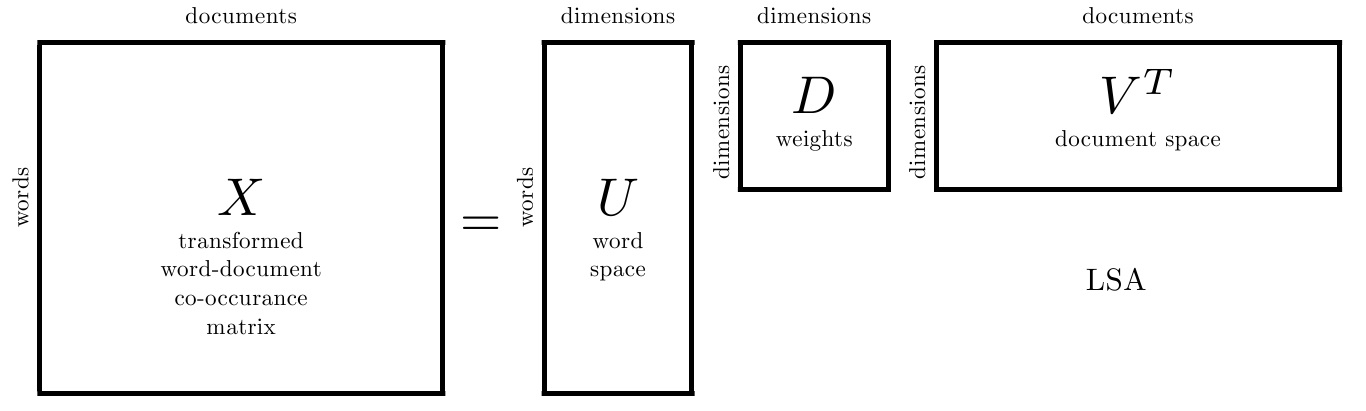 documents
dimensions
dimensions
documents
words
X
transformed
word-document
co-occurance
matrix
=
words
U
word
space
dimensions
D
weights
dimensions
V^T
document space
LSA